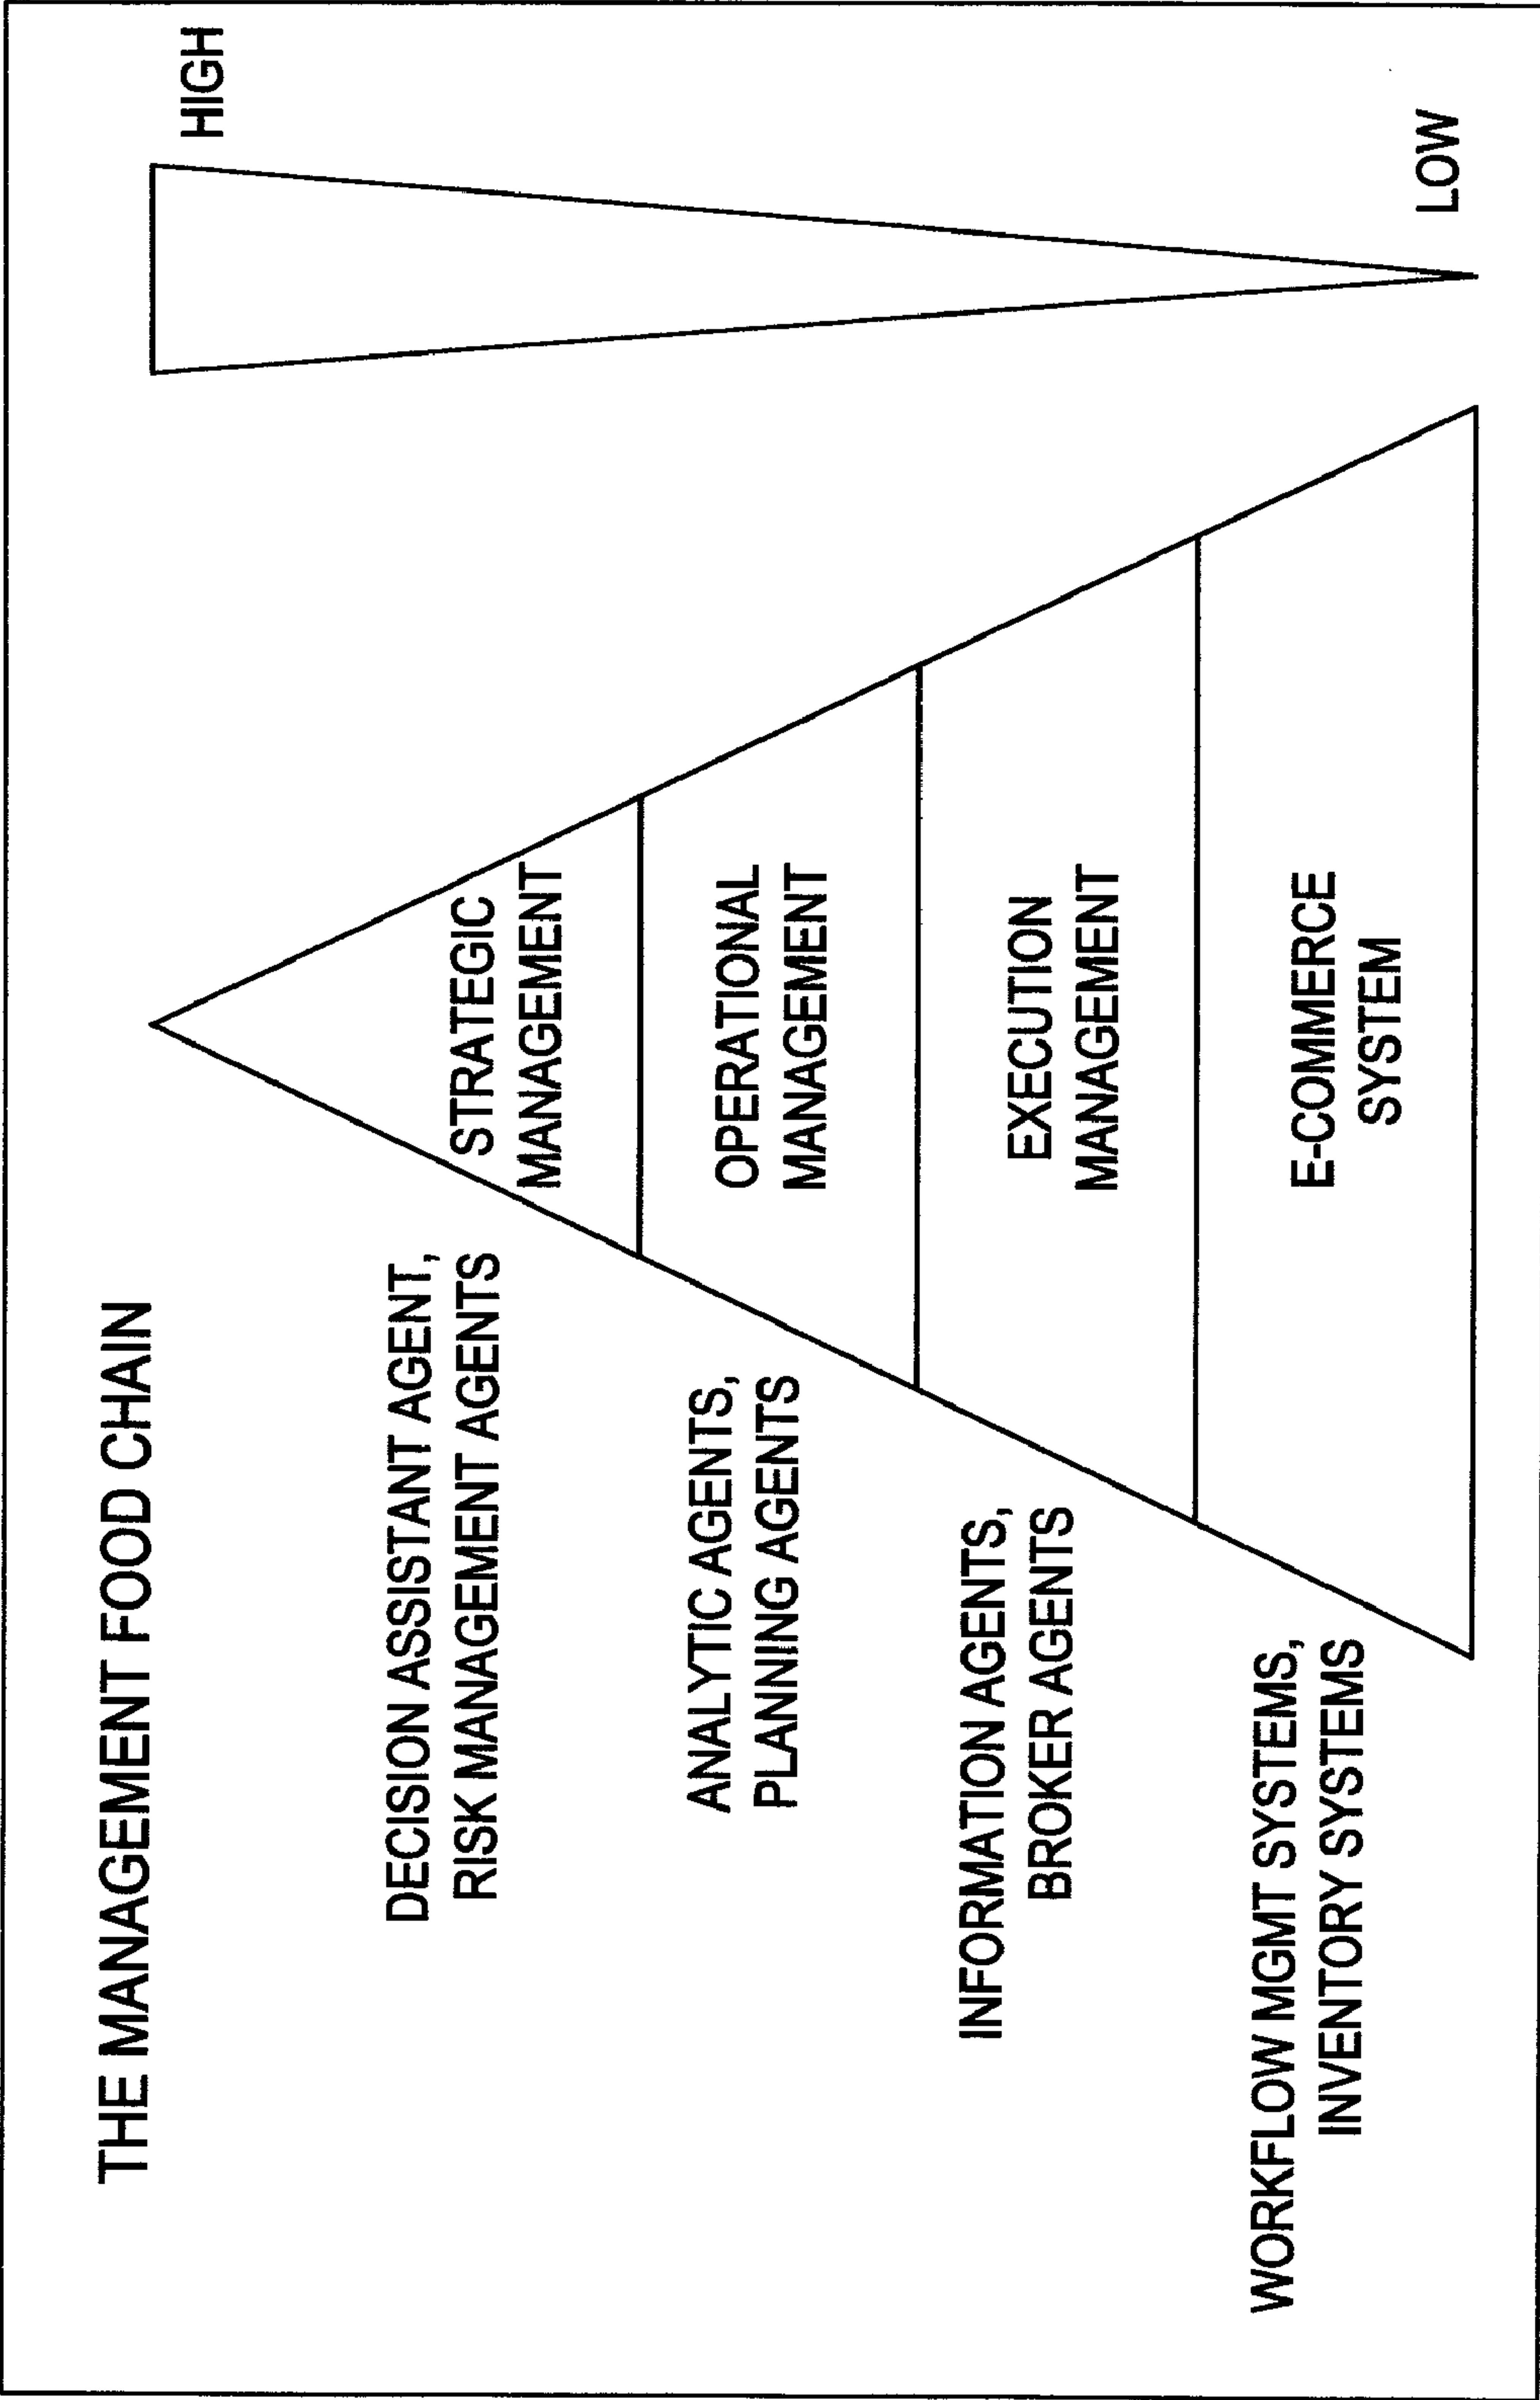 THE MANAGEMENT FOOD CHAIN
HIGH
DECISION ASSISTANT AGENT,
RISK MANAGEMENT AGENTS
STRATEGIC
MANAGEMENT
ANALYTIC AGENTS,
PLANNING AGENTS
OPERATIONAL
MANAGEMENT
INFORMATION AGENTS,
BROKER AGENTS
EXECUTION
MANAGEMENT
WORKFLOW MGMT SYSTEMS,
INVENTORY SYSTEMS
E-COMMERCE
SYSTEM
LOW